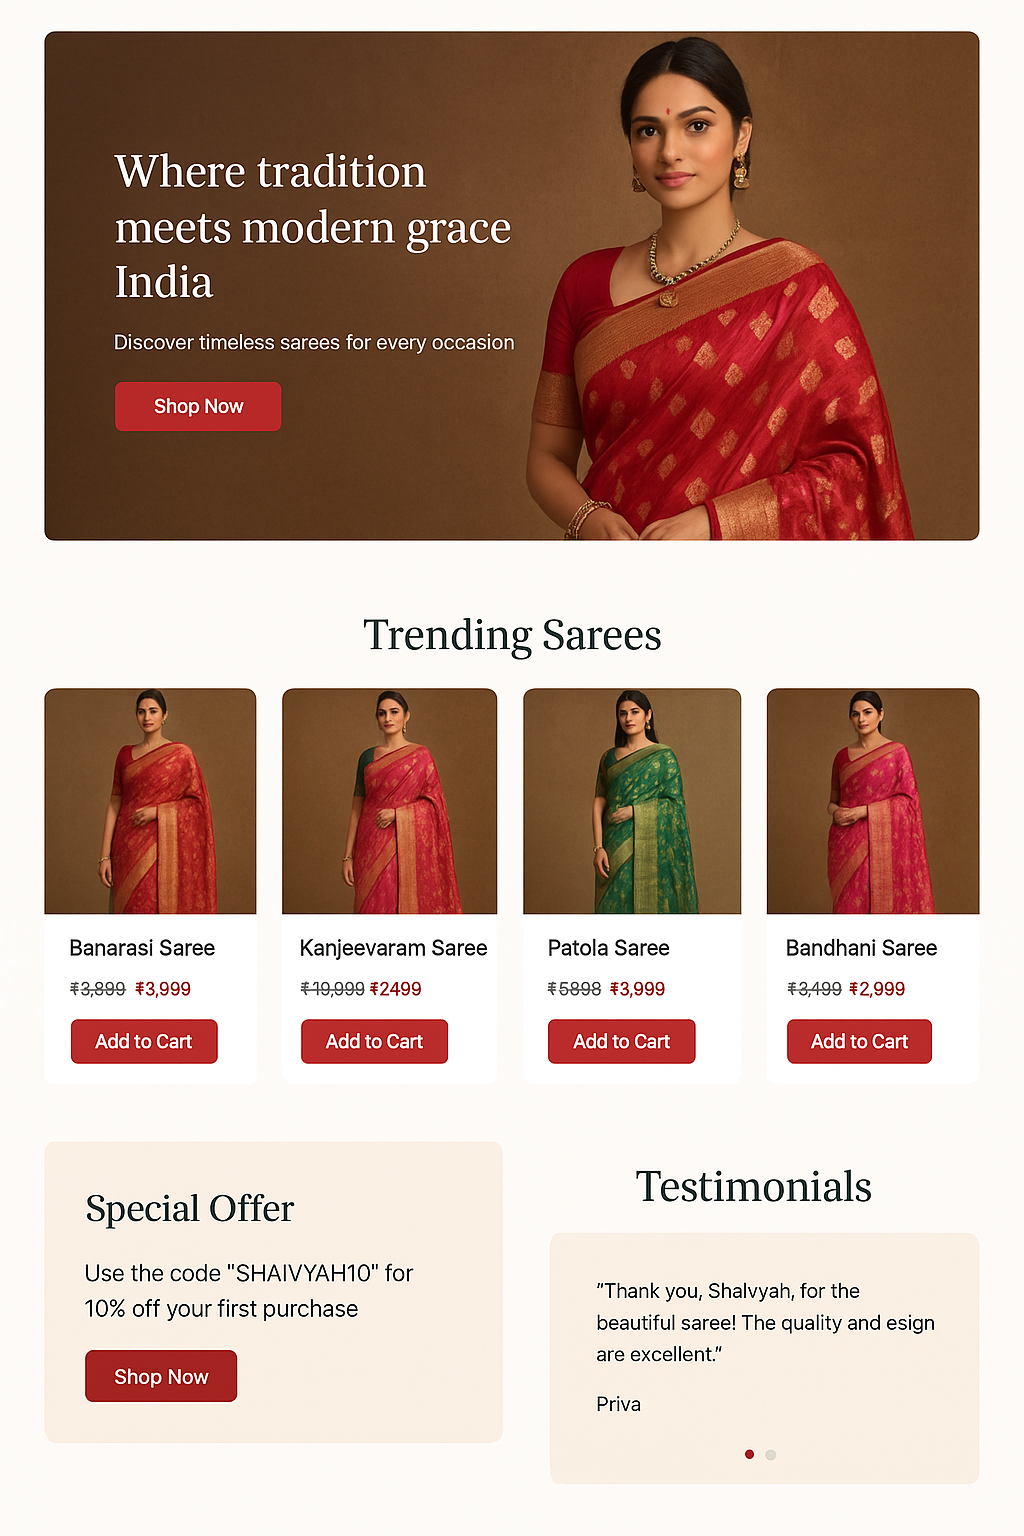 Where tradition
meets modern grace
India
Discover timeless sarees for every occasion
Shop Now
Trending Sarees
Banarasi Saree
₹3,899 ₹3,999
Add to Cart
Kanjeevaram Saree
₹19,999 ₹2499
Add to Cart
Patola Saree
₹5898 ₹3,999
Add to Cart
Bandhani Saree
₹3,499 ₹2,999
Add to Cart
Special Offer
Use the code "SHAIVYAH10" for
10% off your first purchase
Shop Now
Testimonials
"Thank you, Shalvyah, for the
beautiful saree! The quality and esign
are excellent."
Priva